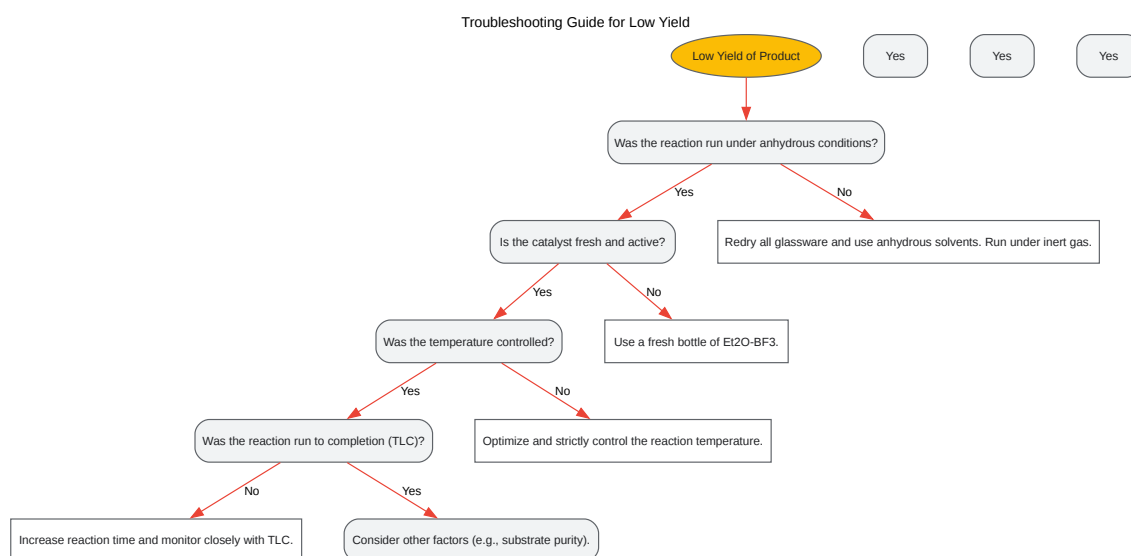 Troubleshooting Guide for Low Yield
Low Yield of Product
Yes
Yes
Yes
Was the reaction run under anhydrous conditions?
Yes
No
Is the catalyst fresh and active?
Redry all glassware and use anhydrous solvents. Run under inert gas.
Yes
No
Was the temperature controlled?
Use a fresh bottle of Et2O-BF3.
Yes
No
Was the reaction run to completion (TLC)?
Optimize and strictly control the reaction temperature.
No
Yes
Increase reaction time and monitor closely with TLC.
Consider other factors (e.g., substrate purity).